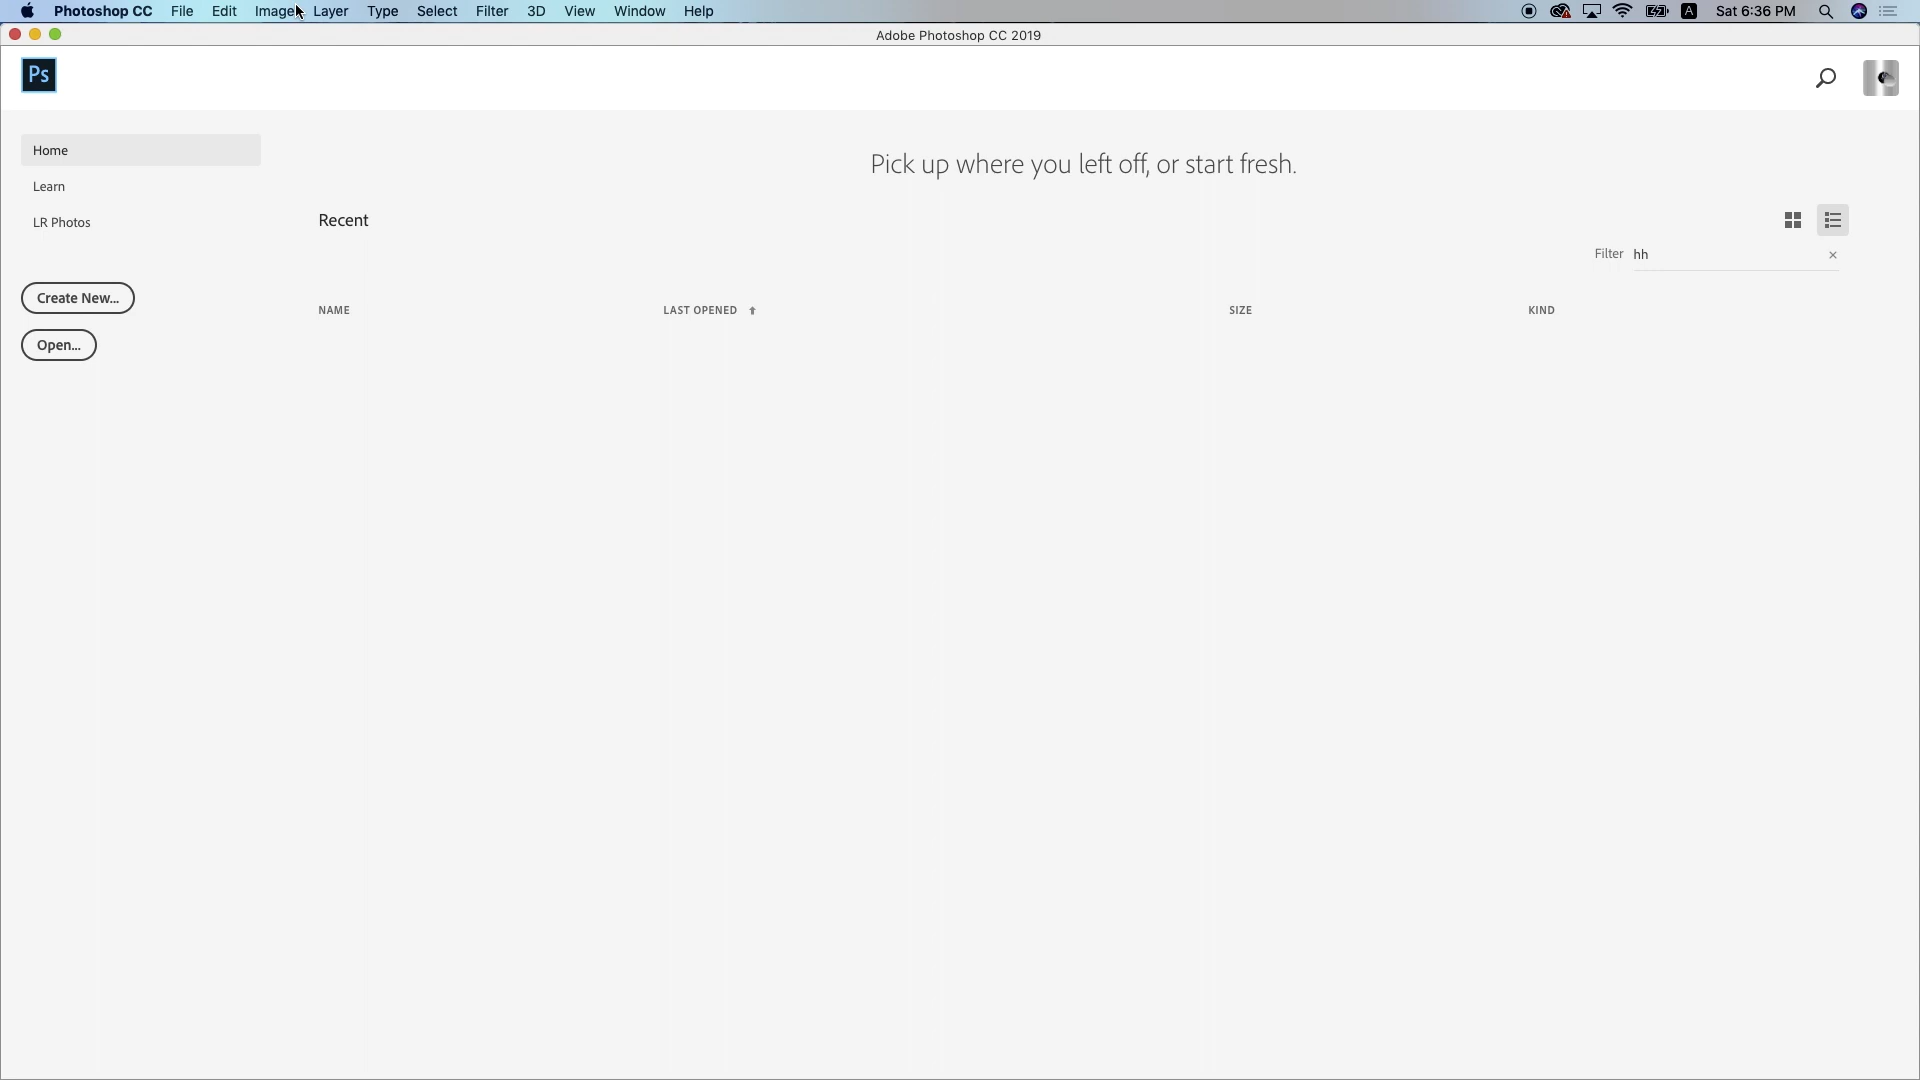 Photoshop CC File Edit Image Layer Type Select Filter 3D View Window Help A Sat 6:36 PM
Adobe Photoshop CC 2019
Ps
Home
Pick up where you left off, or start fresh.
Learn
LR Photos
Recent
Filter hh
Create New...
NAME LAST OPENED SIZE KIND
Open...